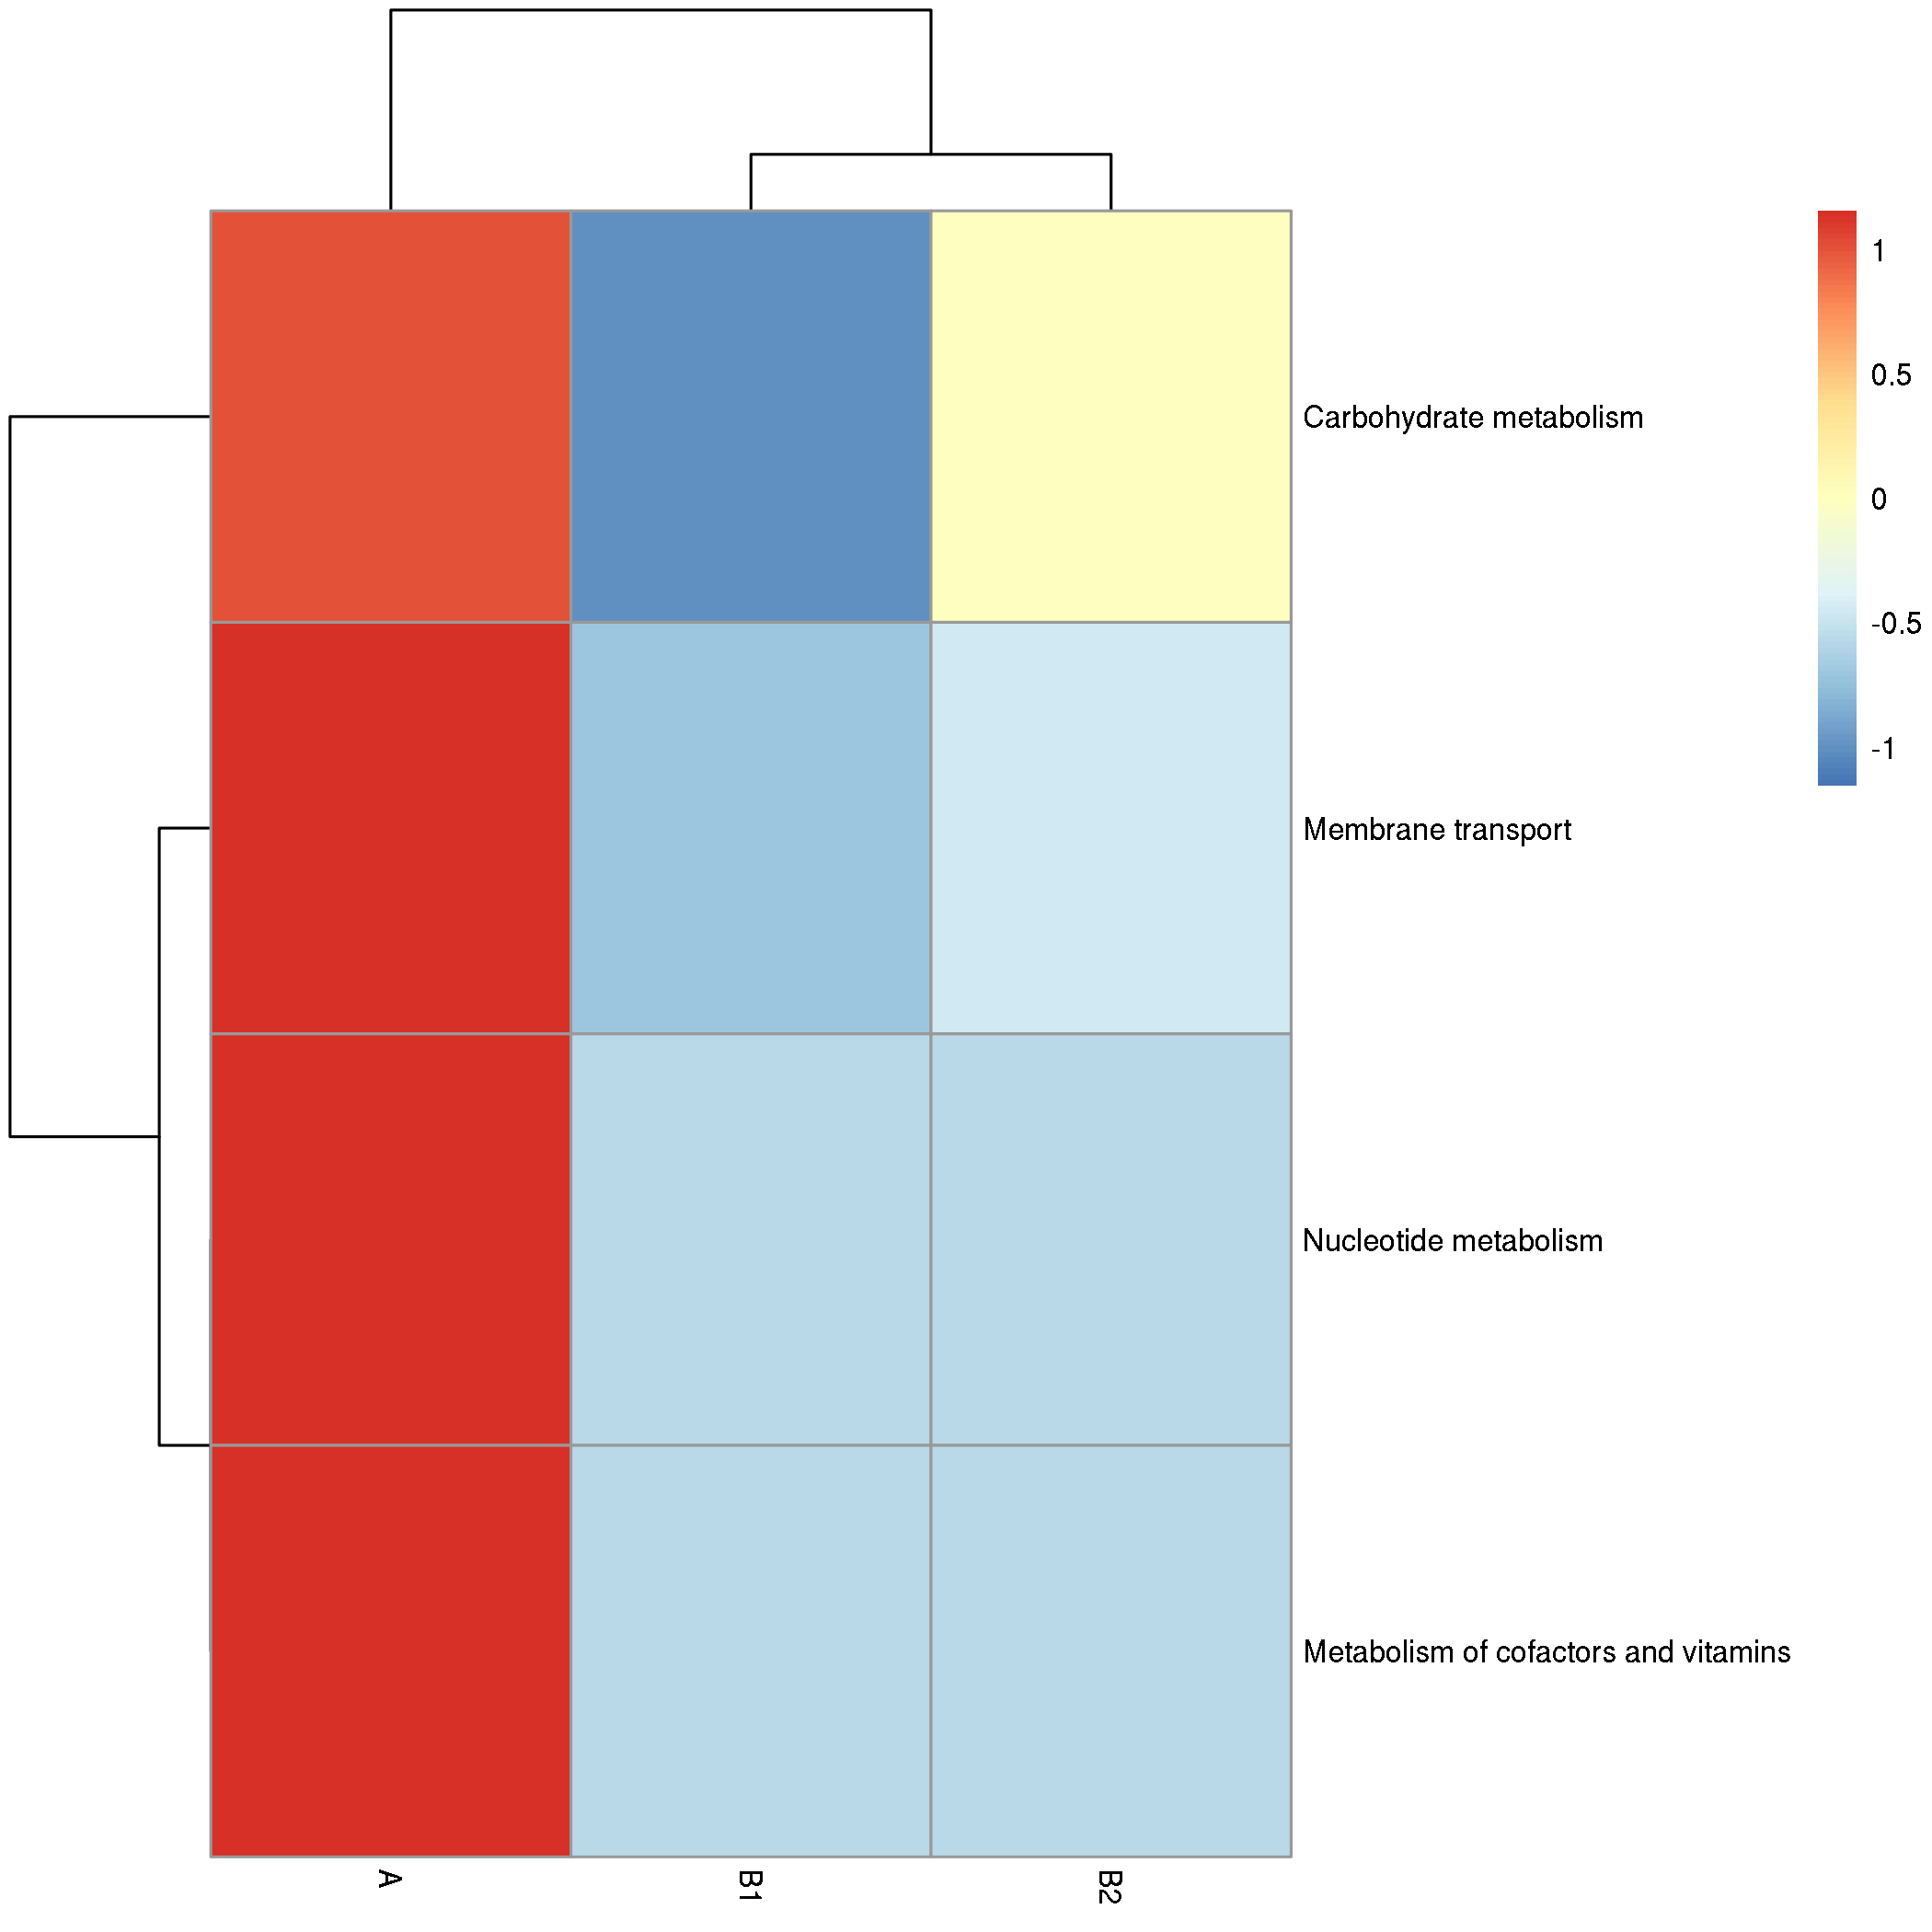 1
0.5
0
-0.5
-1
Carbohydrate metabolism
Membrane transport
Nucleotide metabolism
Metabolism of cofactors and vitamins
A
B1
B2